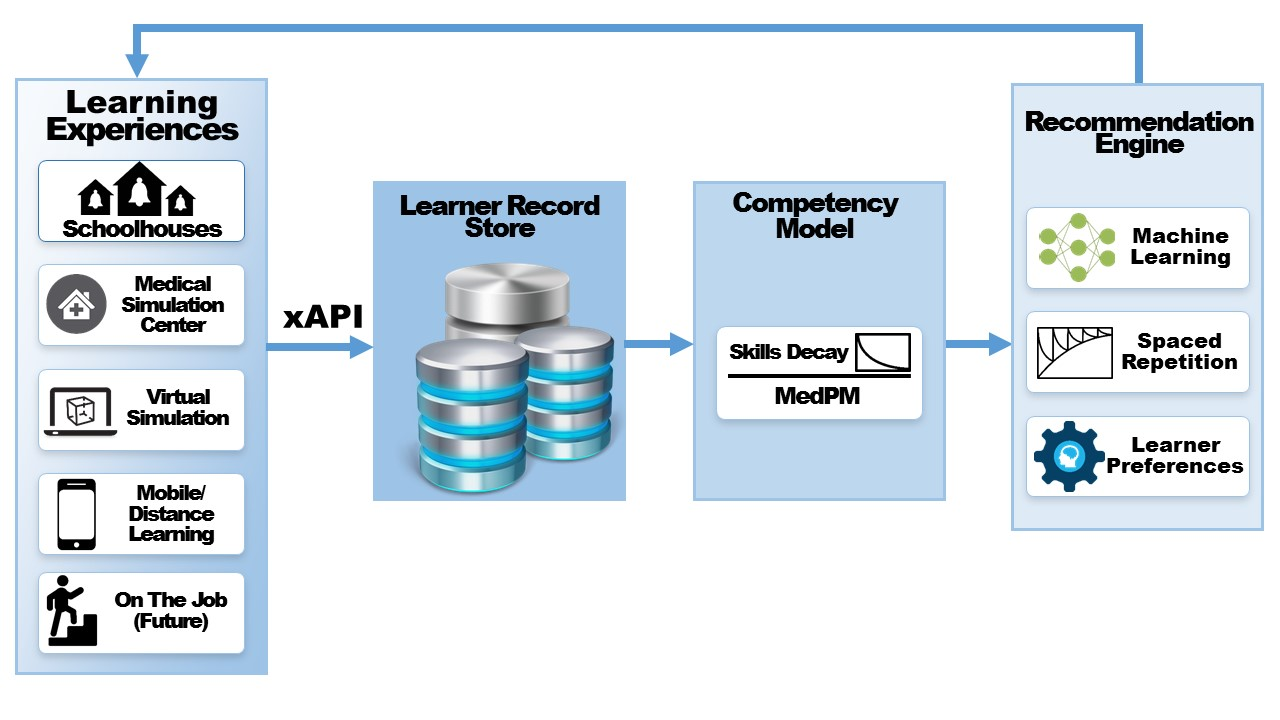 Learning
Experiences
Schoolhouses
Medical
Simulation
Center
Virtual
Simulation
Mobile/
Distance
Learning
On The Job
(Future)
xAPI
Learner Record
Store
Competency
Model
Skills Decay
MedPM
Recommendation
Engine
Machine
Learning
Spaced
Repetition
Learner
Preferences